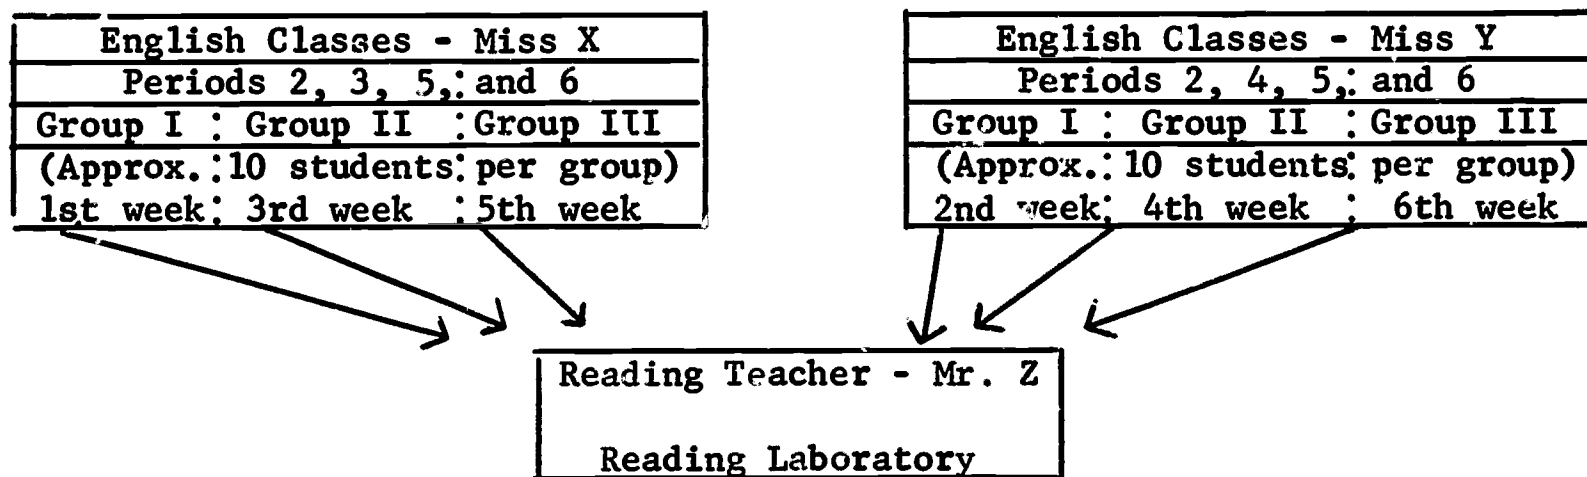 English Classes - Miss X
Periods 2, 3, 5,: and 6
Group I : Group II : Group III
(Approx.: 10 students: per group)
1st week: 3rd week : 5th week
English Classes - Miss Y
Periods 2, 4, 5,: and 6
Group I : Group II : Group III
(Approx.: 10 students: per group)
2nd week: 4th week : 6th week
Reading Teacher - Mr. Z
Reading Laboratory